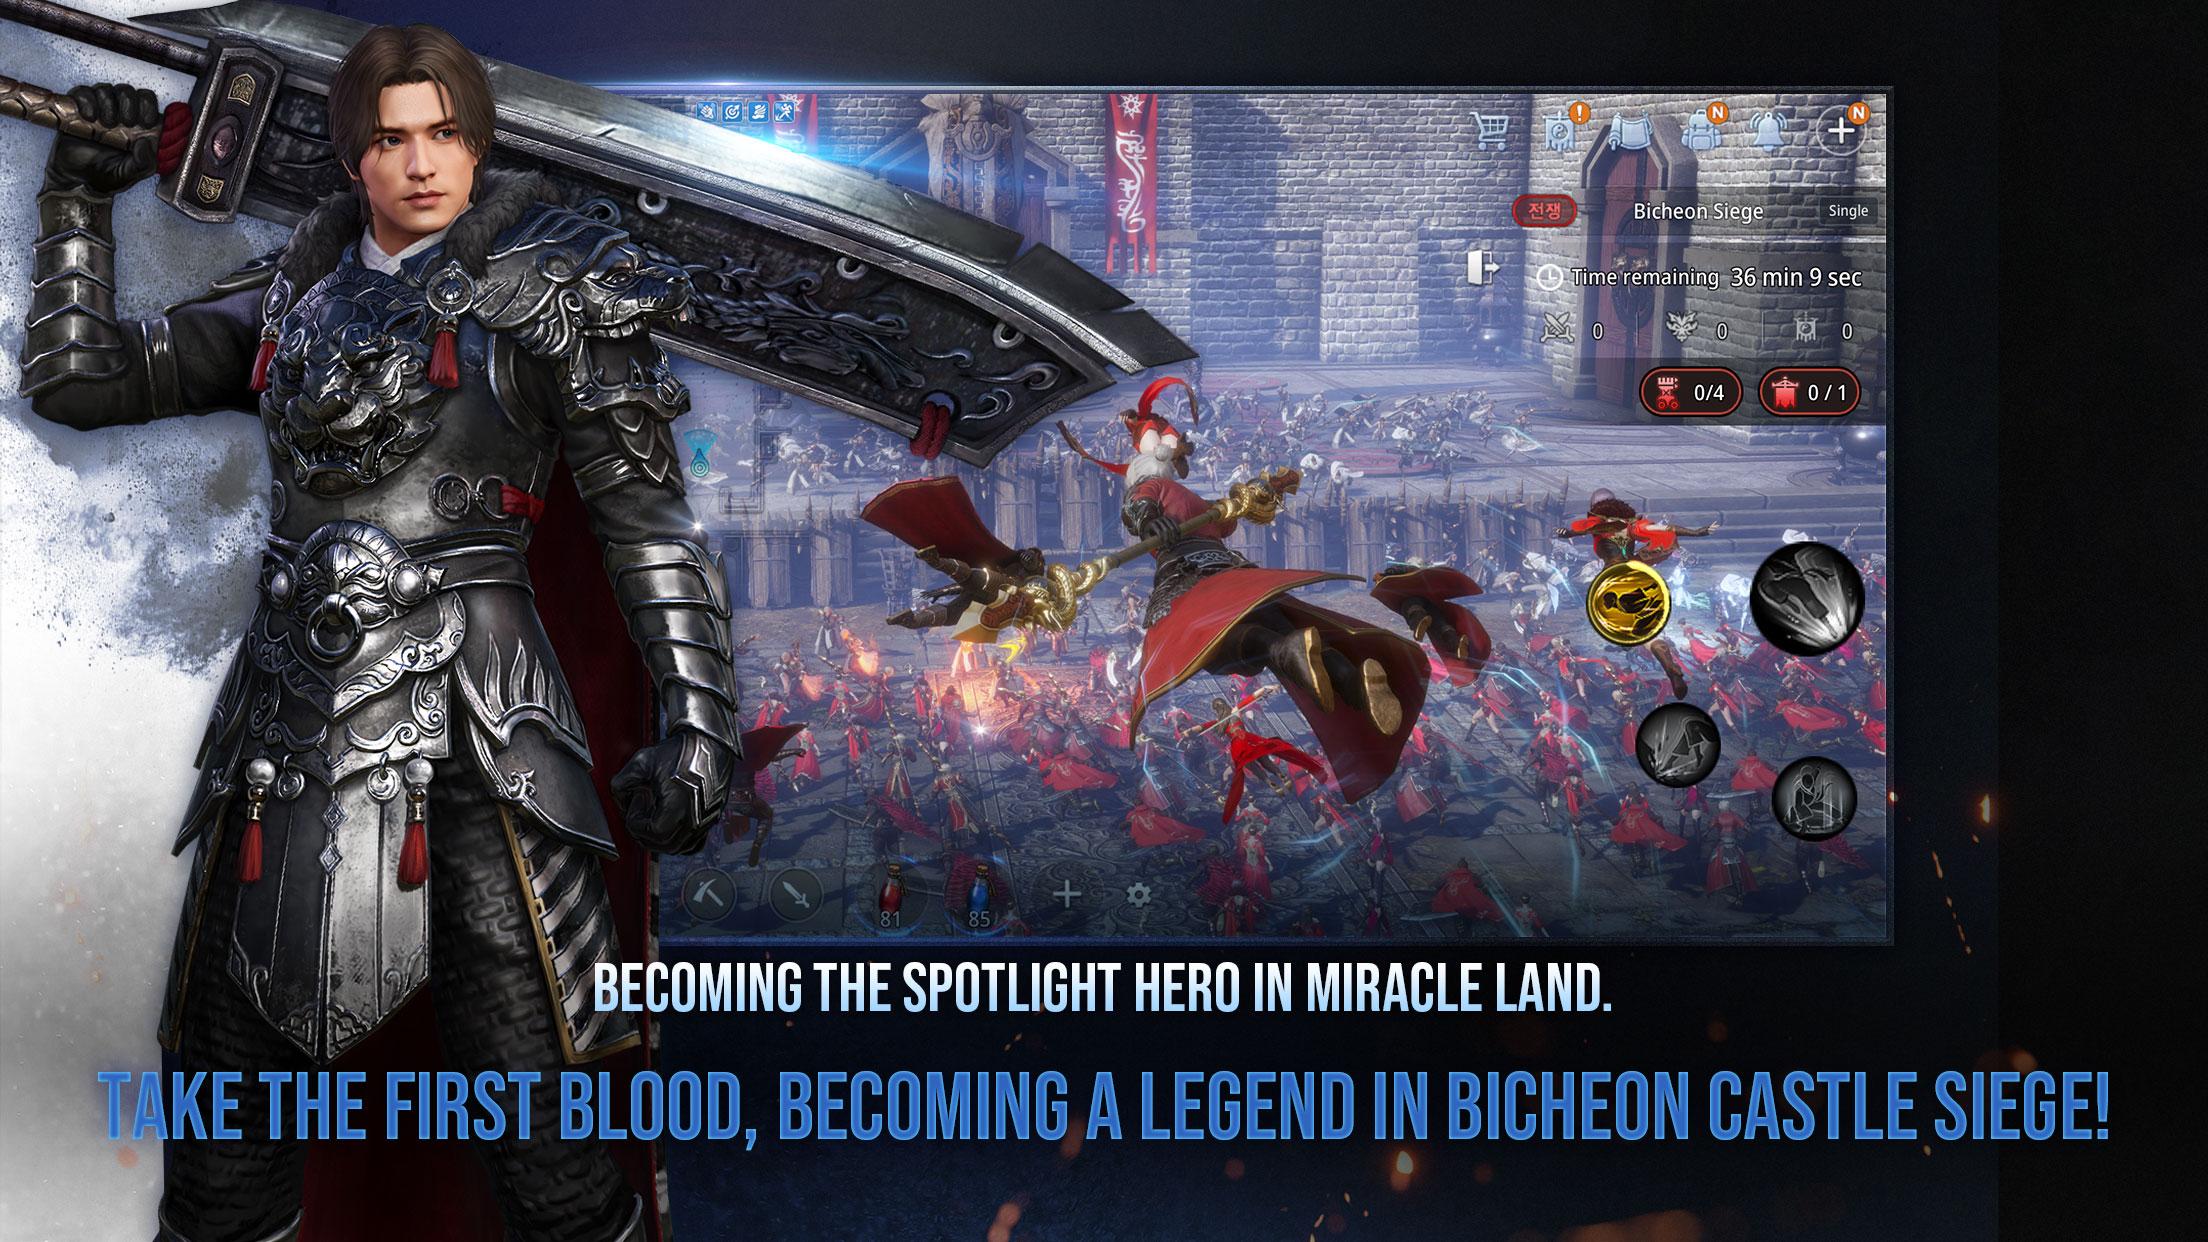 ! N N
전쟁 Bicheon Siege Single
Time remaining 36 min 9 sec
0 0 0
0/4 0 / 1
81 85
BECOMING THE SPOTLIGHT HERO IN MIRACLE LAND.
TAKE THE FIRST BLOOD, BECOMING A LEGEND IN BICHEON CASTLE SIEGE!